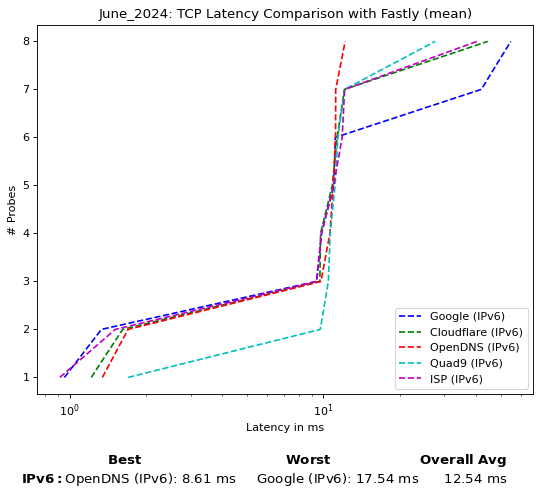 June_2024: TCP Latency Comparison with Fastly (mean)
8
7
6
5
4
3
2
1
# Probes
10⁰
10¹
Latency in ms
Google (IPv6)
Cloudflare (IPv6)
OpenDNS (IPv6)
Quad9 (IPv6)
ISP (IPv6)
Best Worst Overall Avg
IPv6: OpenDNS (IPv6): 8.61 ms Google (IPv6): 17.54 ms 12.54 ms